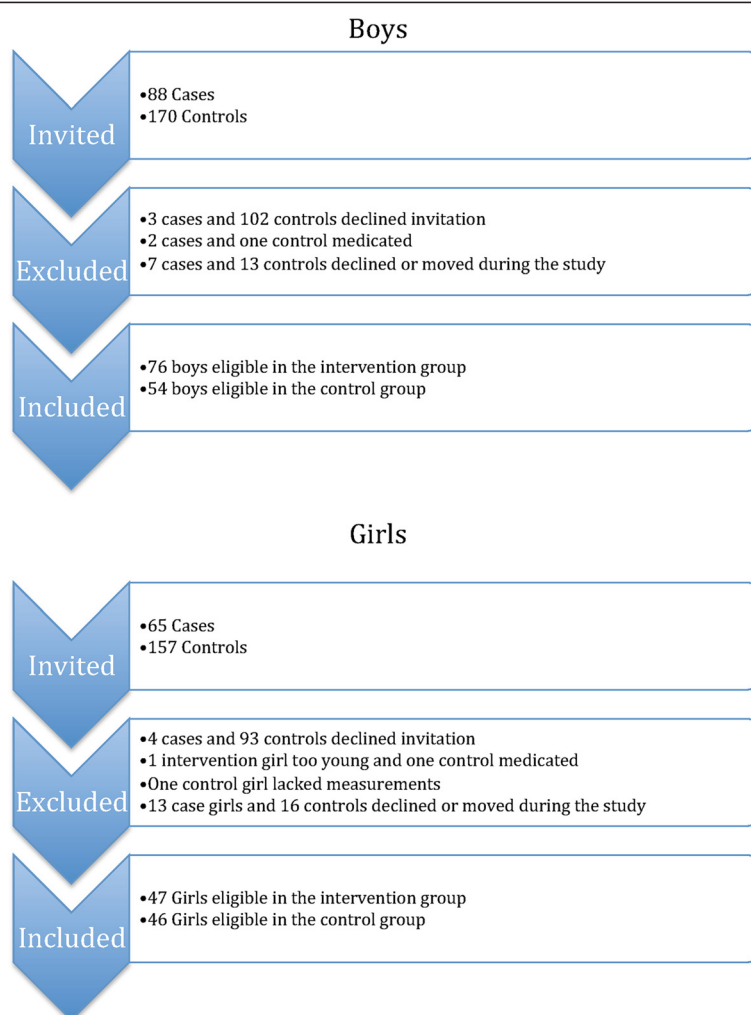 Boys
Invited
•88 Cases
•170 Controls
Excluded
•3 cases and 102 controls declined invitation
•2 cases and one control medicated
•7 cases and 13 controls declined or moved during the study
Included
•76 boys eligible in the intervention group
•54 boys eligible in the control group
Girls
Invited
•65 Cases
•157 Controls
Excluded
•4 cases and 93 controls declined invitation
•1 intervention girl too young and one control medicated
•One control girl lacked measurements
•13 case girls and 16 controls declined or moved during the study
Included
•47 Girls eligible in the intervention group
•46 Girls eligible in the control group